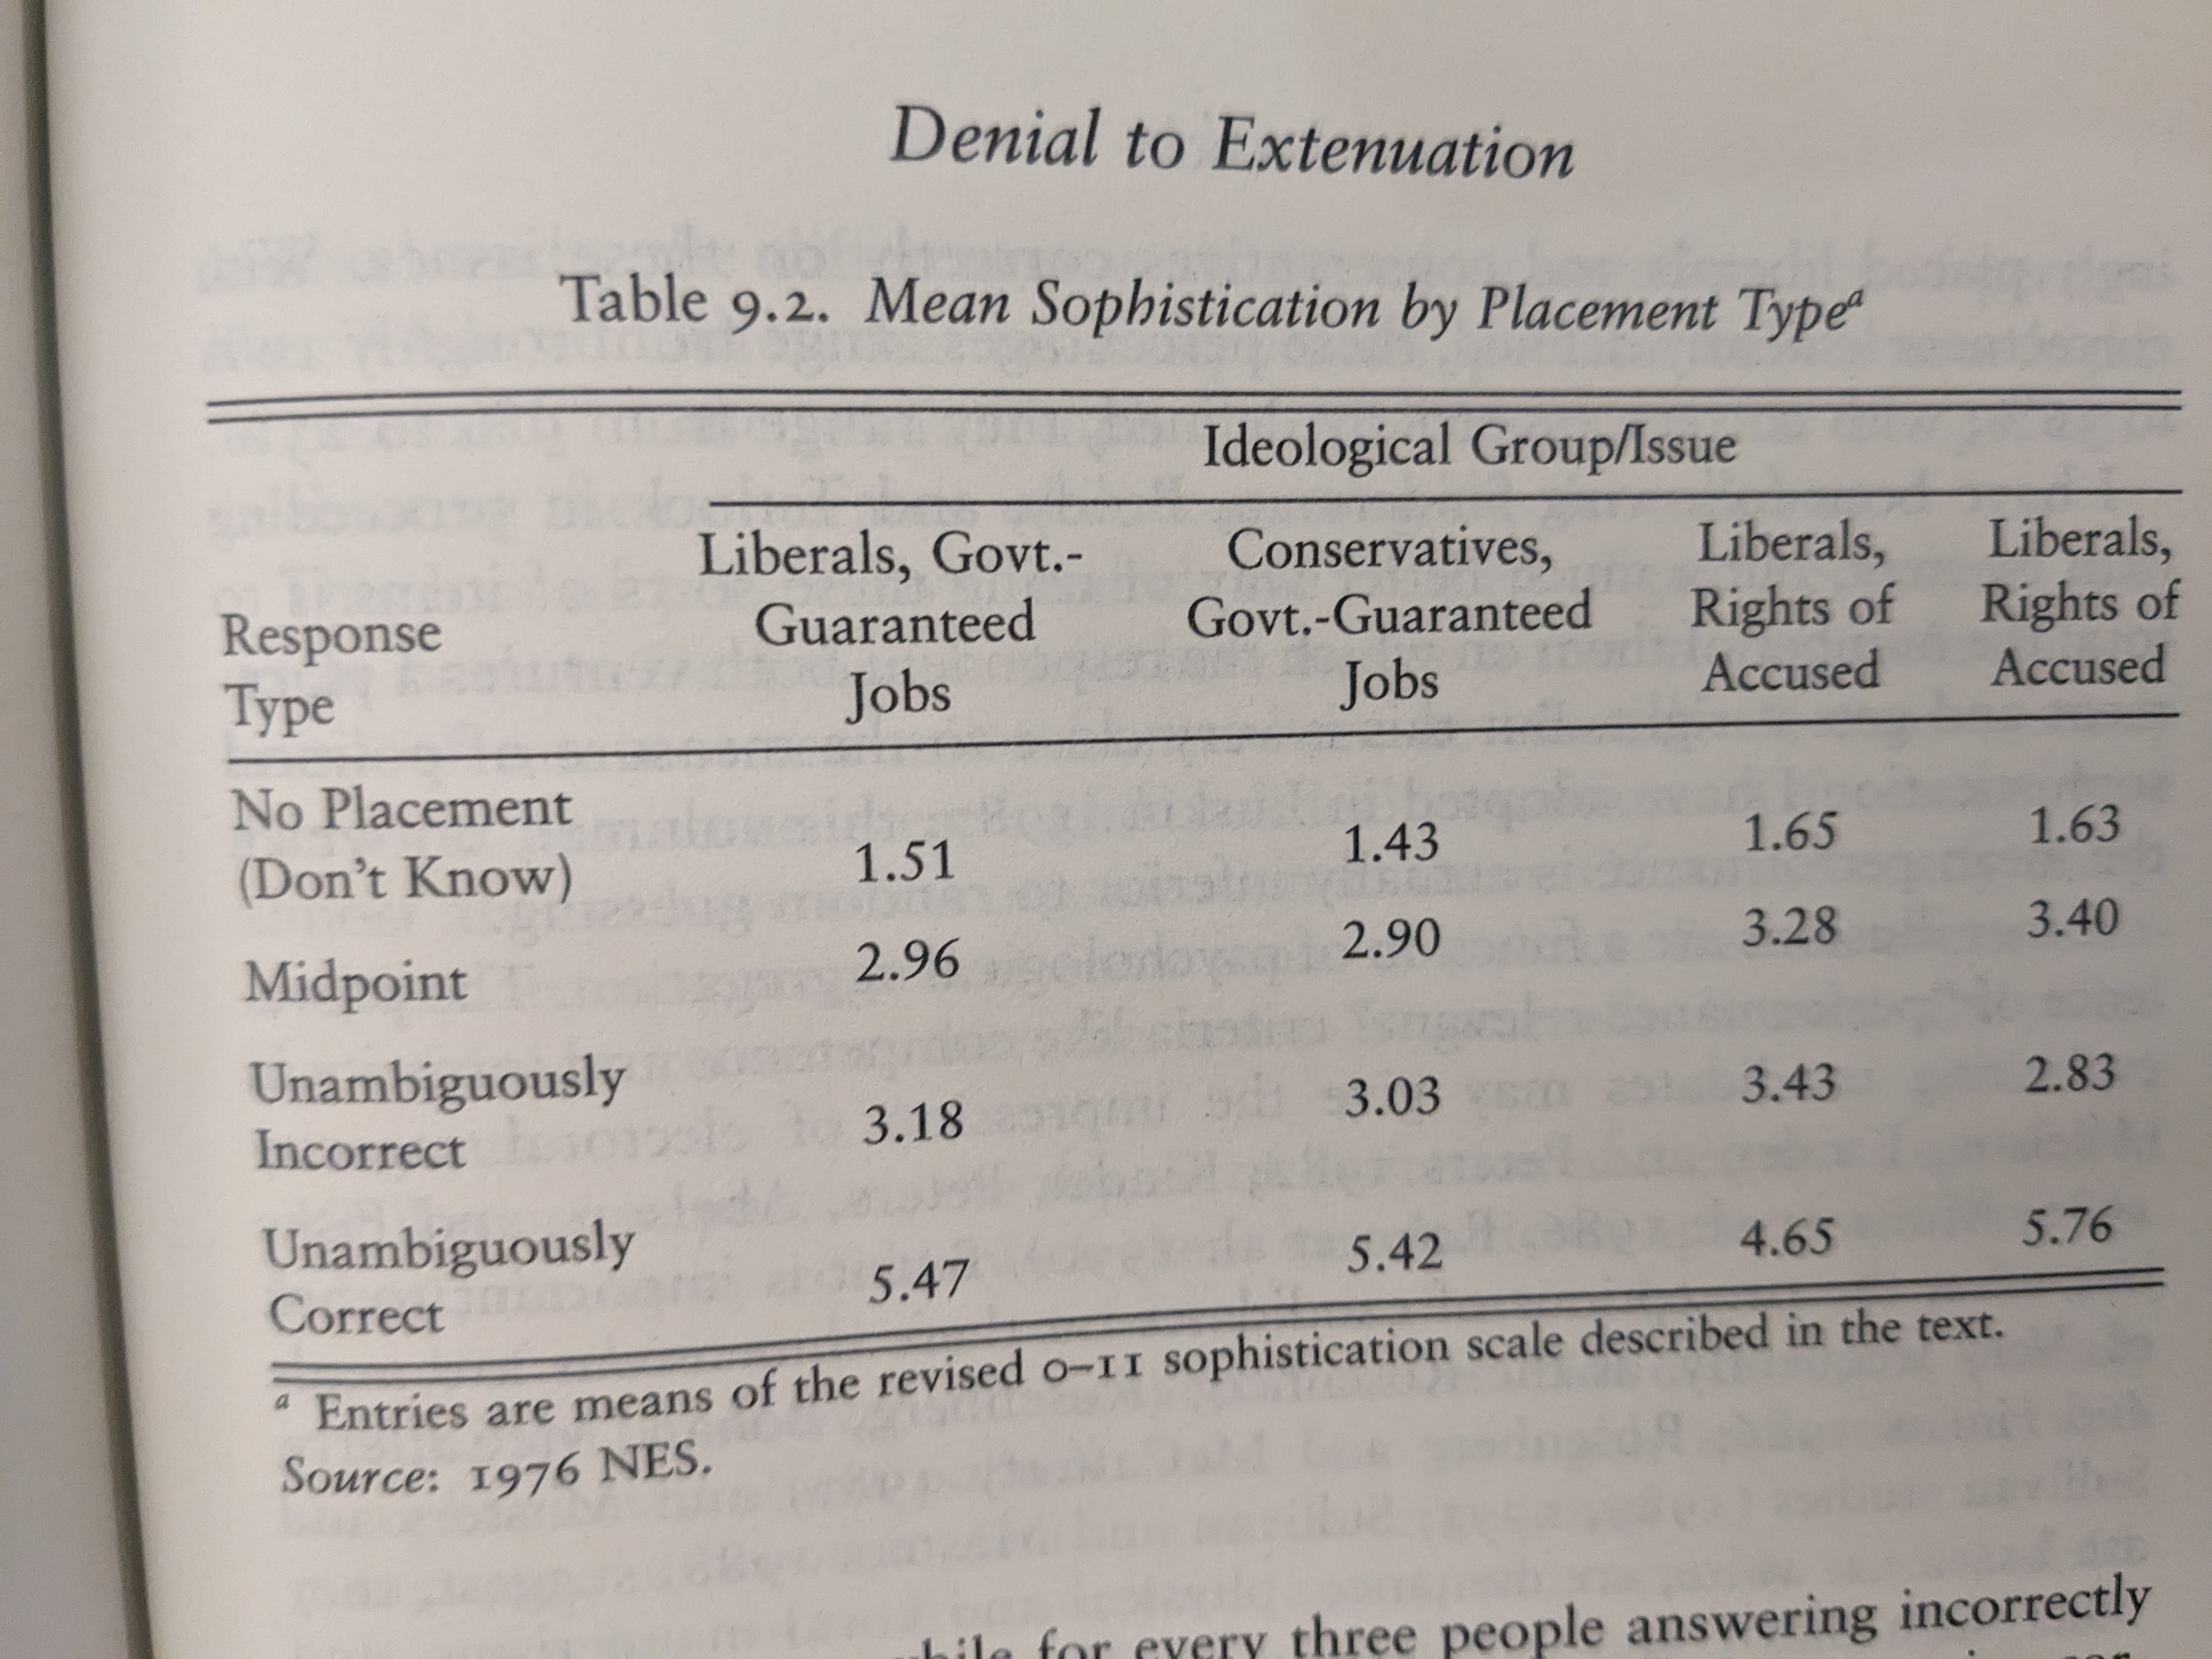 Denial to Extenuation
Table 9.2. Mean Sophistication by Placement Typeª
Ideological Group/Issue
Response Type Liberals, Govt.-Guaranteed Jobs Conservatives, Govt.-Guaranteed Jobs Liberals, Rights of Accused Liberals, Rights of Accused
No Placement
(Don't Know) 1.51 1.43 1.65 1.63
Midpoint 2.96 2.90 3.28 3.40
Unambiguously
Incorrect 3.18 3.03 3.43 2.83
Unambiguously
Correct 5.47 5.42 4.65 5.76
ª Entries are means of the revised 0–11 sophistication scale described in the text.
Source: 1976 NES.
for every three people answering incorrectly